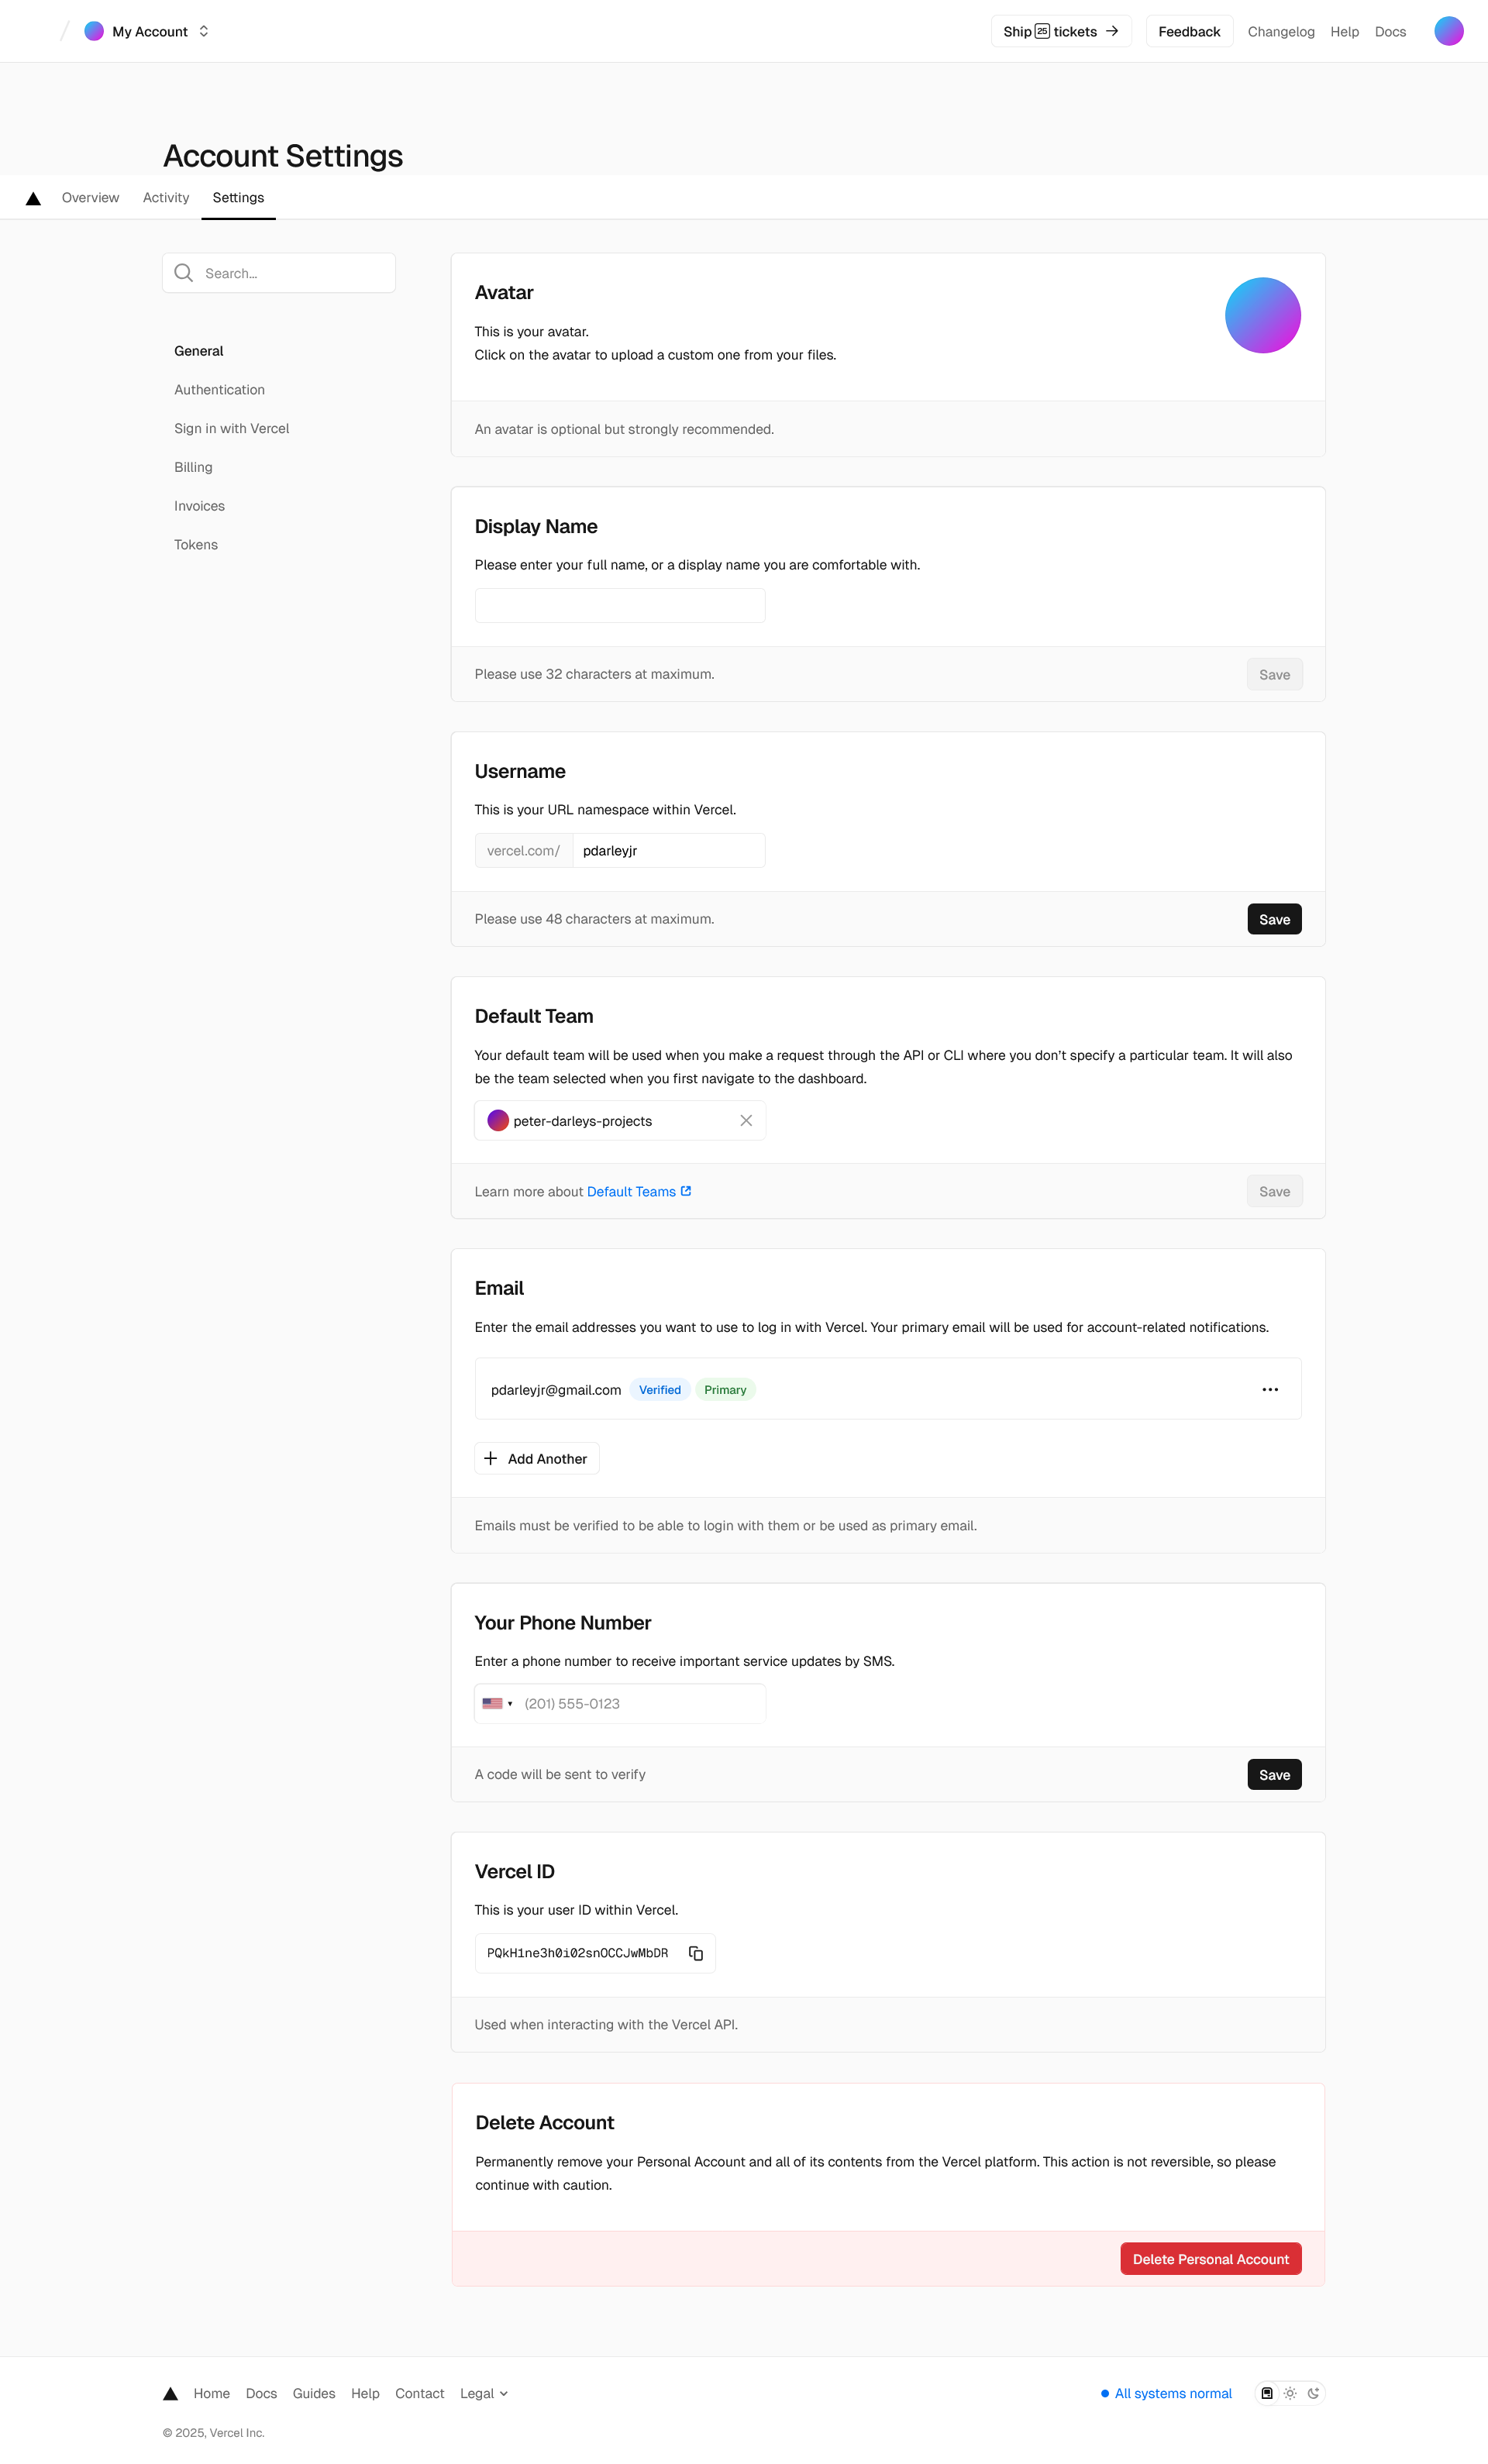 My Account
Ship 25 tickets
Feedback
Changelog
Help
Docs
Account Settings
Overview
Activity
Settings
Search...
General
Authentication
Sign in with Vercel
Billing
Invoices
Tokens
Avatar
This is your avatar.
Click on the avatar to upload a custom one from your files.
An avatar is optional but strongly recommended.
Display Name
Please enter your full name, or a display name you are comfortable with.
Please use 32 characters at maximum.
Save
Username
This is your URL namespace within Vercel.
vercel.com/ pdarleyjr
Please use 48 characters at maximum.
Save
Default Team
Your default team will be used when you make a request through the API or CLI where you don’t specify a particular team. It will also
be the team selected when you first navigate to the dashboard.
peter-darleys-projects
Learn more about Default Teams
Save
Email
Enter the email addresses you want to use to log in with Vercel. Your primary email will be used for account-related notifications.
pdarleyjr@gmail.com Verified Primary
Add Another
Emails must be verified to be able to login with them or be used as primary email.
Your Phone Number
Enter a phone number to receive important service updates by SMS.
(201) 555-0123
A code will be sent to verify
Save
Vercel ID
This is your user ID within Vercel.
PQkH1ne3h0i02snOCCJwMbDR
Used when interacting with the Vercel API.
Delete Account
Permanently remove your Personal Account and all of its contents from the Vercel platform. This action is not reversible, so please
continue with caution.
Delete Personal Account
Home
Docs
Guides
Help
Contact
Legal
All systems normal
© 2025, Vercel Inc.